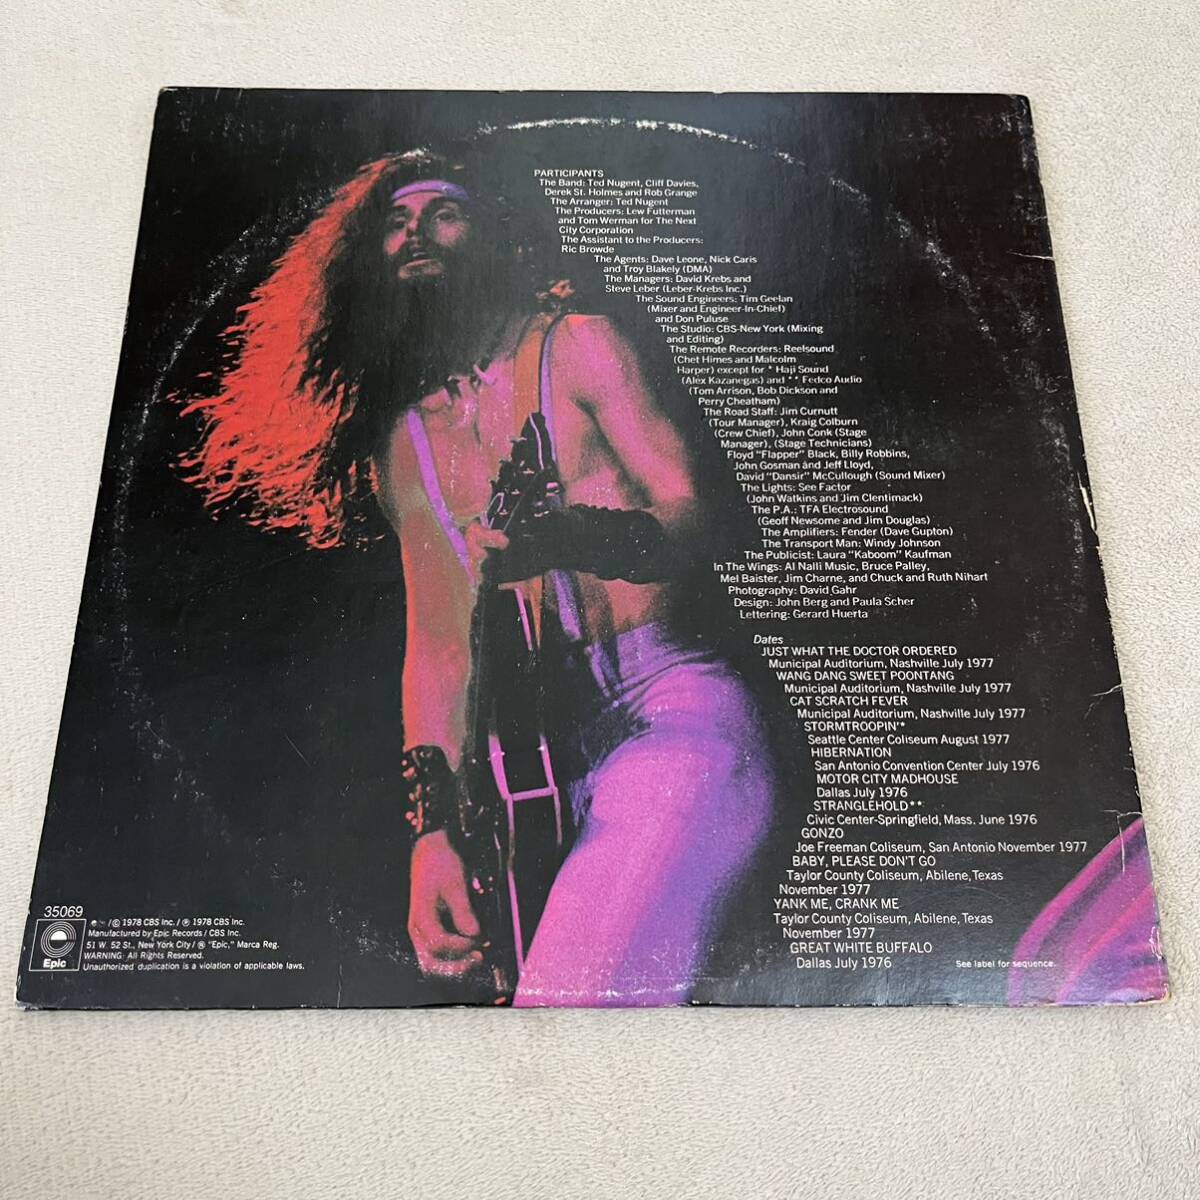 PARTICIPANTS
The Band: Ted Nugent, Cliff Davies,
Derek St. Holmes and Rob Grange
The Arranger: Ted Nugent
The Producers: Lew Futterman
and Tom Werman for The Next
City Corporation
The Assistant to the Producers:
Ric Browde
The Agents: Dave Leone, Nick Caris
and Troy Blakely (DMA)
The Managers: David Krebs and
Steve Leber (Leber-Krebs Inc.)
The Sound Engineers: Tim Geelan
(Mixer and Engineer-In-Chief)
and Don Puluse
The Studio: CBS-New York (Mixing
and Editing)
The Remote Recorders: Reelsound
(Chet Himes and Malcolm
Harper) except for * Haji Sound
(Alex Kazanegas) and ** Fedco Audio
(Tom Arrison, Bob Dickson and
Perry Cheatham)
The Road Staff: Jim Curnutt
(Tour Manager), Kraig Colburn
(Crew Chief), John Conk (Stage
Manager), (Stage Technicians)
Floyd "Flapper" Black, Billy Robbins,
John Gosman and Jeff Lloyd,
David "Dansir" McCullough (Sound Mixer)
The Lights: See Factor
(John Watkins and Jim Clentimack)
The P.A.: TFA Electrosound
(Geoff Newsome and Jim Douglas)
The Amplifiers: Fender (Dave Gupton)
The Transport Man: Windy Johnson
The Publicist: Laura "Kaboom" Kaufman
In The Wings: Al Nalli Music, Bruce Palley,
Mel Baister, Jim Charne, and Chuck and Ruth Nihart
Photography: David Gahr
Design: John Berg and Paula Scher
Lettering: Gerard Huerta
Dates
JUST WHAT THE DOCTOR ORDERED
Municipal Auditorium, Nashville July 1977
WANG DANG SWEET POONTANG
Municipal Auditorium, Nashville July 1977
CAT SCRATCH FEVER
Municipal Auditorium, Nashville July 1977
STORMTROOPIN'*
Seattle Center Coliseum August 1977
HIBERNATION
San Antonio Convention Center July 1976
MOTOR CITY MADHOUSE
Dallas July 1976
STRANGLEHOLD**
Civic Center-Springfield, Mass. June 1976
GONZO
Joe Freeman Coliseum, San Antonio November 1977
BABY, PLEASE DON'T GO
Taylor County Coliseum, Abilene, Texas
November 1977
YANK ME, CRANK ME
Taylor County Coliseum, Abilene, Texas
November 1977
GREAT WHITE BUFFALO
Dallas July 1976
See label for sequence.
35069
Epic
/ © 1978 CBS Inc. / ℗ 1978 CBS Inc.
Manufactured by Epic Records / CBS Inc.
51 W. 52 St., New York City / ® "Epic," Marca Reg.
WARNING: All Rights Reserved.
Unauthorized duplication is a violation of applicable laws.